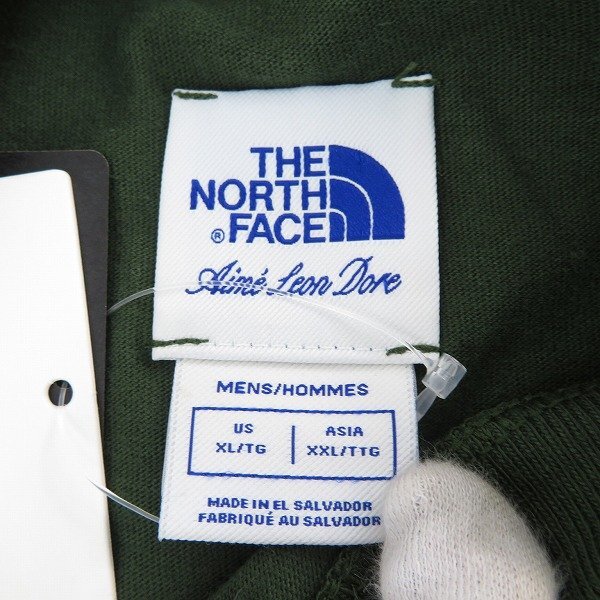 THE
NORTH
® FACE
Aimé Leon Dore
MENS/HOMMES
US
XL/TG
ASIA
XXL/TTG
MADE IN EL SALVADOR
FABRIQUÉ AU SALVADOR